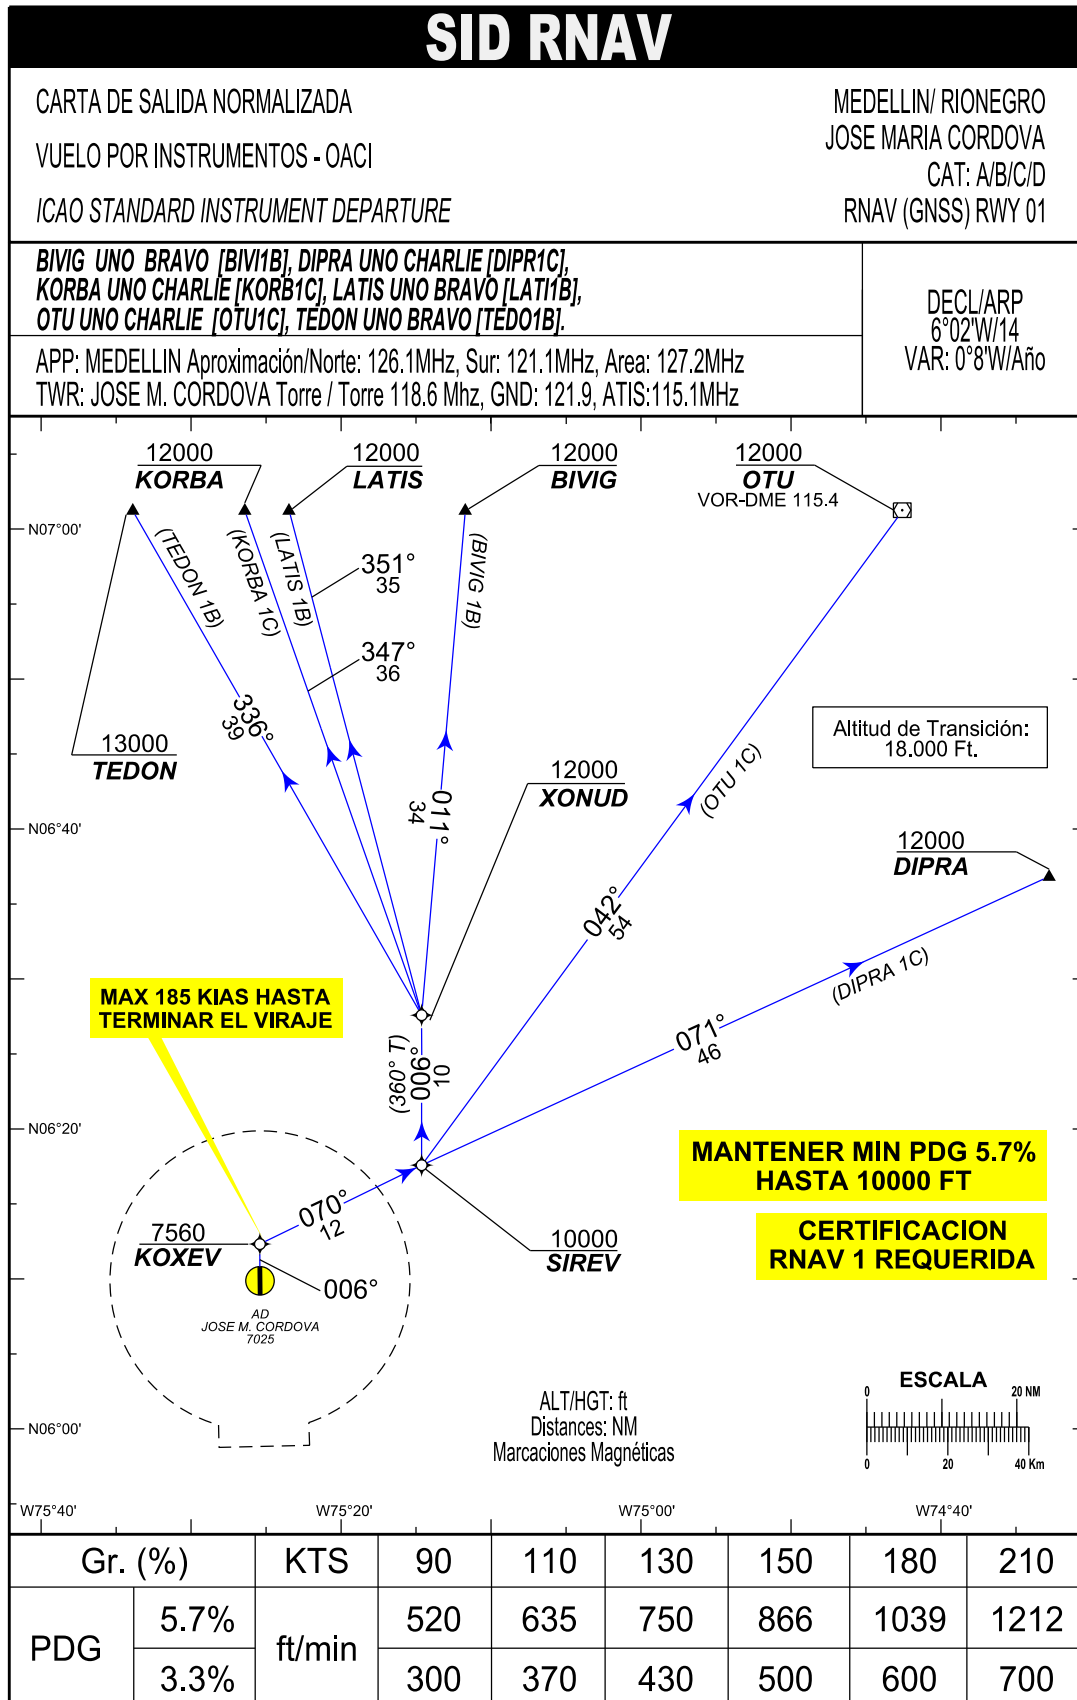 SID RNAV
CARTA DE SALIDA NORMALIZADA
VUELO POR INSTRUMENTOS - OACI
ICAO STANDARD INSTRUMENT DEPARTURE
MEDELLIN/ RIONEGRO
JOSE MARIA CORDOVA
CAT: A/B/C/D
RNAV (GNSS) RWY 01
BIVIG UNO BRAVO [BIVI1B], DIPRA UNO CHARLIE [DIPR1C],
KORBA UNO CHARLIE [KORB1C], LATIS UNO BRAVO [LATI1B],
OTU UNO CHARLIE [OTU1C], TEDON UNO BRAVO [TEDO1B].
DECL/ARP
6°02'W/14
VAR: 0°8'W/Año
APP: MEDELLIN Aproximación/Norte: 126.1MHz, Sur: 121.1MHz, Area: 127.2MHz
TWR: JOSE M. CORDOVA Torre / Torre 118.6 Mhz, GND: 121.9, ATIS:115.1MHz
12000
KORBA
12000
LATIS
12000
BIVIG
12000
OTU
VOR-DME 115.4
N07°00'
(TEDON 1B)
(KORBA 1C)
(LATIS 1B)
(BIVIG 1B)
351°
35
347°
36
336°
39
13000
TEDON
Altitud de Transición:
18.000 Ft.
(OTU 1C)
12000
XONUD
011°
34
N06°40'
12000
DIPRA
042°
54
(DIPRA 1C)
MAX 185 KIAS HASTA
TERMINAR EL VIRAJE
071°
46
(360° T)
006°
10
N06°20'
MANTENER MIN PDG 5.7%
HASTA 10000 FT
070°
12
7560
KOXEV
10000
SIREV
CERTIFICACION
RNAV 1 REQUERIDA
006°
AD
JOSE M. CORDOVA
7025
ALT/HGT: ft
Distances: NM
Marcaciones Magnéticas
ESCALA
0 20 NM
0 20 40 Km
N06°00'
W75°40' W75°20' W75°00' W74°40'
Gr. (%) KTS 90 110 130 150 180 210
PDG 5.7% ft/min 520 635 750 866 1039 1212
3.3% 300 370 430 500 600 700